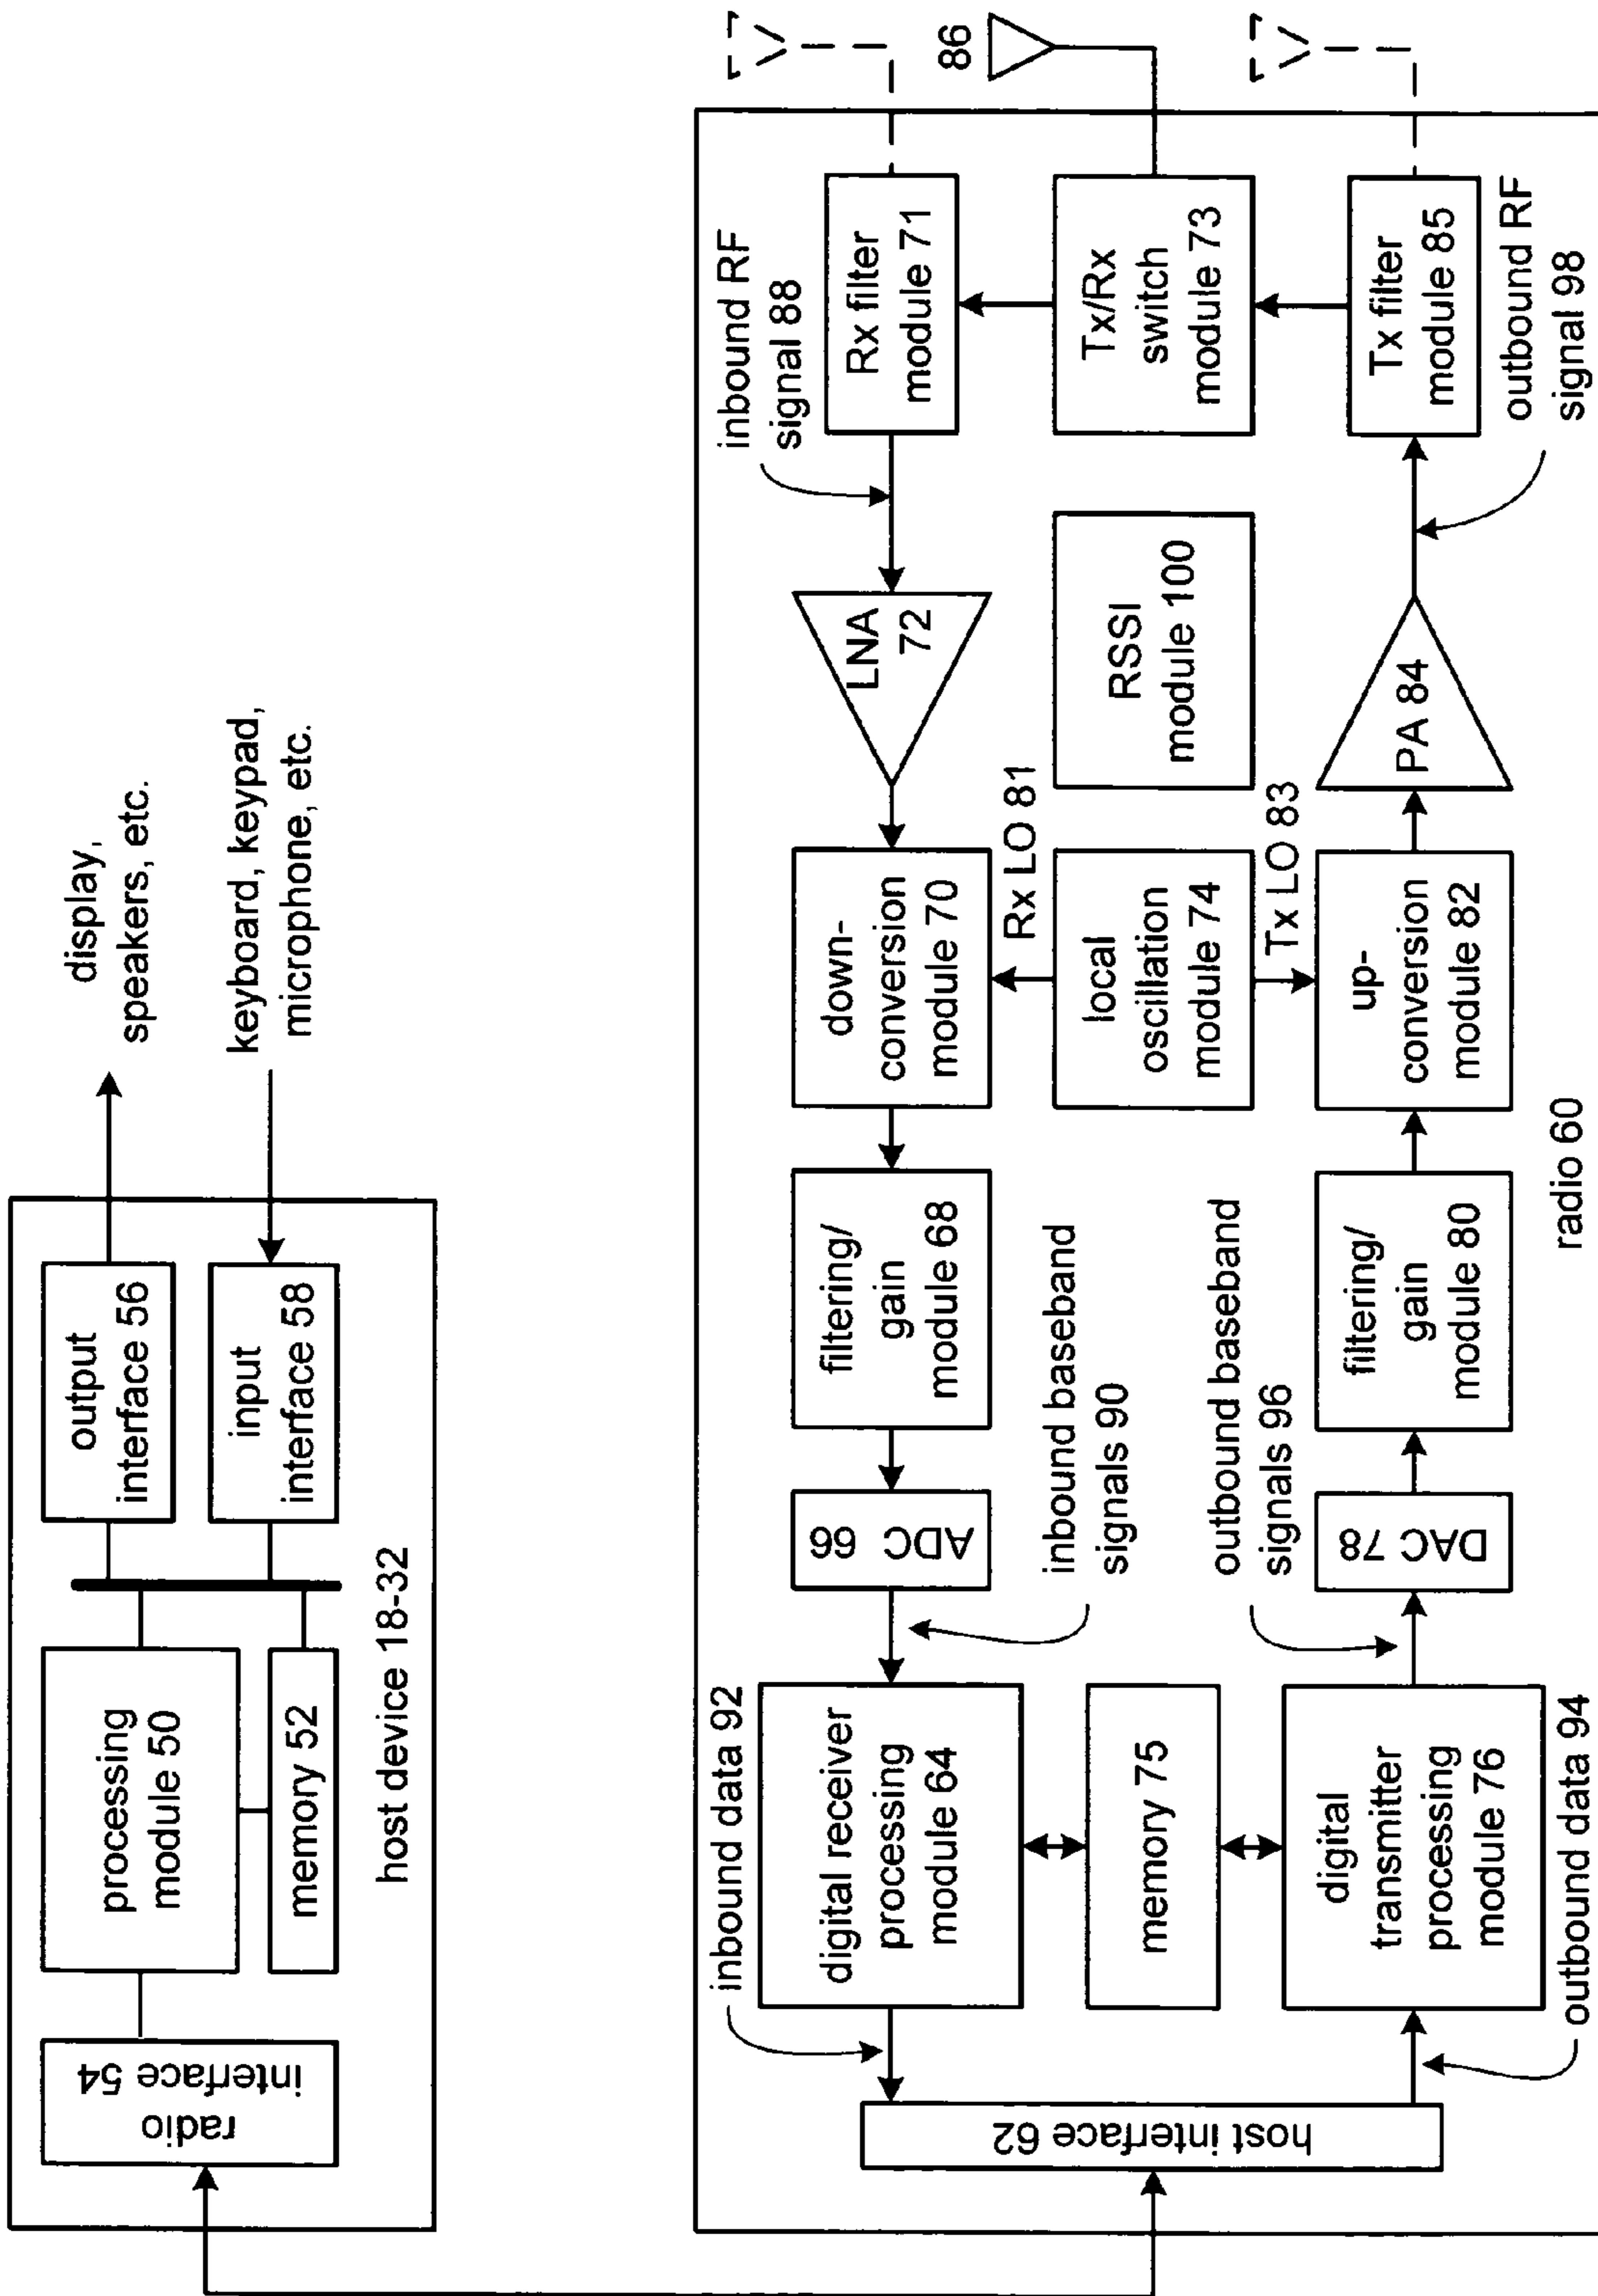 radio
interface 54
processing
module 50
memory 52
output
interface 56
input
interface 58
host device 18-32
display,
speakers, etc.
keyboard, keypad,
microphone, etc.
host interface 62
inbound data 92
digital receiver
processing
module 64
memory 75
digital
transmitter
processing
module 76
outbound data 94
ADC 66
inbound baseband
signals 90
outbound baseband
signals 96
DAC 78
filtering/
gain
module 68
filtering/
gain
module 80
down-
conversion
module 70
Rx LO 81
local
oscillation
module 74
Tx LO 83
up-
conversion
module 82
radio 60
LNA
72
RSSI
module 100
PA 84
inbound RF
signal 88
Rx filter
module 71
Tx/Rx
switch
module 73
Tx filter
module 85
outbound RF
signal 98
86